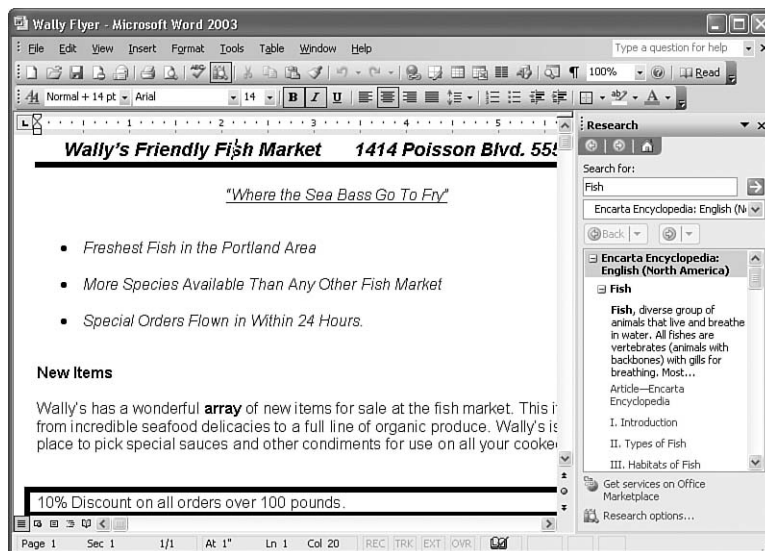 Wally Flyer - Microsoft Word 2003
File Edit View Insert Format Tools Table Window Help Type a question for help
100% Read
Normal + 14 pt Arial 14 B I U
1 2 3 4 5
Wally's Friendly Fish Market 1414 Poisson Blvd. 555
"Where the Sea Bass Go To Fry"
• Freshest Fish in the Portland Area
• More Species Available Than Any Other Fish Market
• Special Orders Flown in Within 24 Hours.
New Items
Wally's has a wonderful array of new items for sale at the fish market. This i
from incredible seafood delicacies to a full line of organic produce. Wally's is
place to pick special sauces and other condiments for use on all your cooke
10% Discount on all orders over 100 pounds.
Research
Search for:
Fish
Encarta Encyclopedia: English (N
Back
Encarta Encyclopedia:
English (North America)
Fish
Fish, diverse group of
animals that live and breathe
in water. All fishes are
vertebrates (animals with
backbones) with gills for
breathing. Most...
Article—Encarta
Encyclopedia
I. Introduction
II. Types of Fish
III. Habitats of Fish
Get services on Office
Marketplace
Research options...
Page 1 Sec 1 1/1 At 1" Ln 1 Col 20 REC TRK EXT OVR